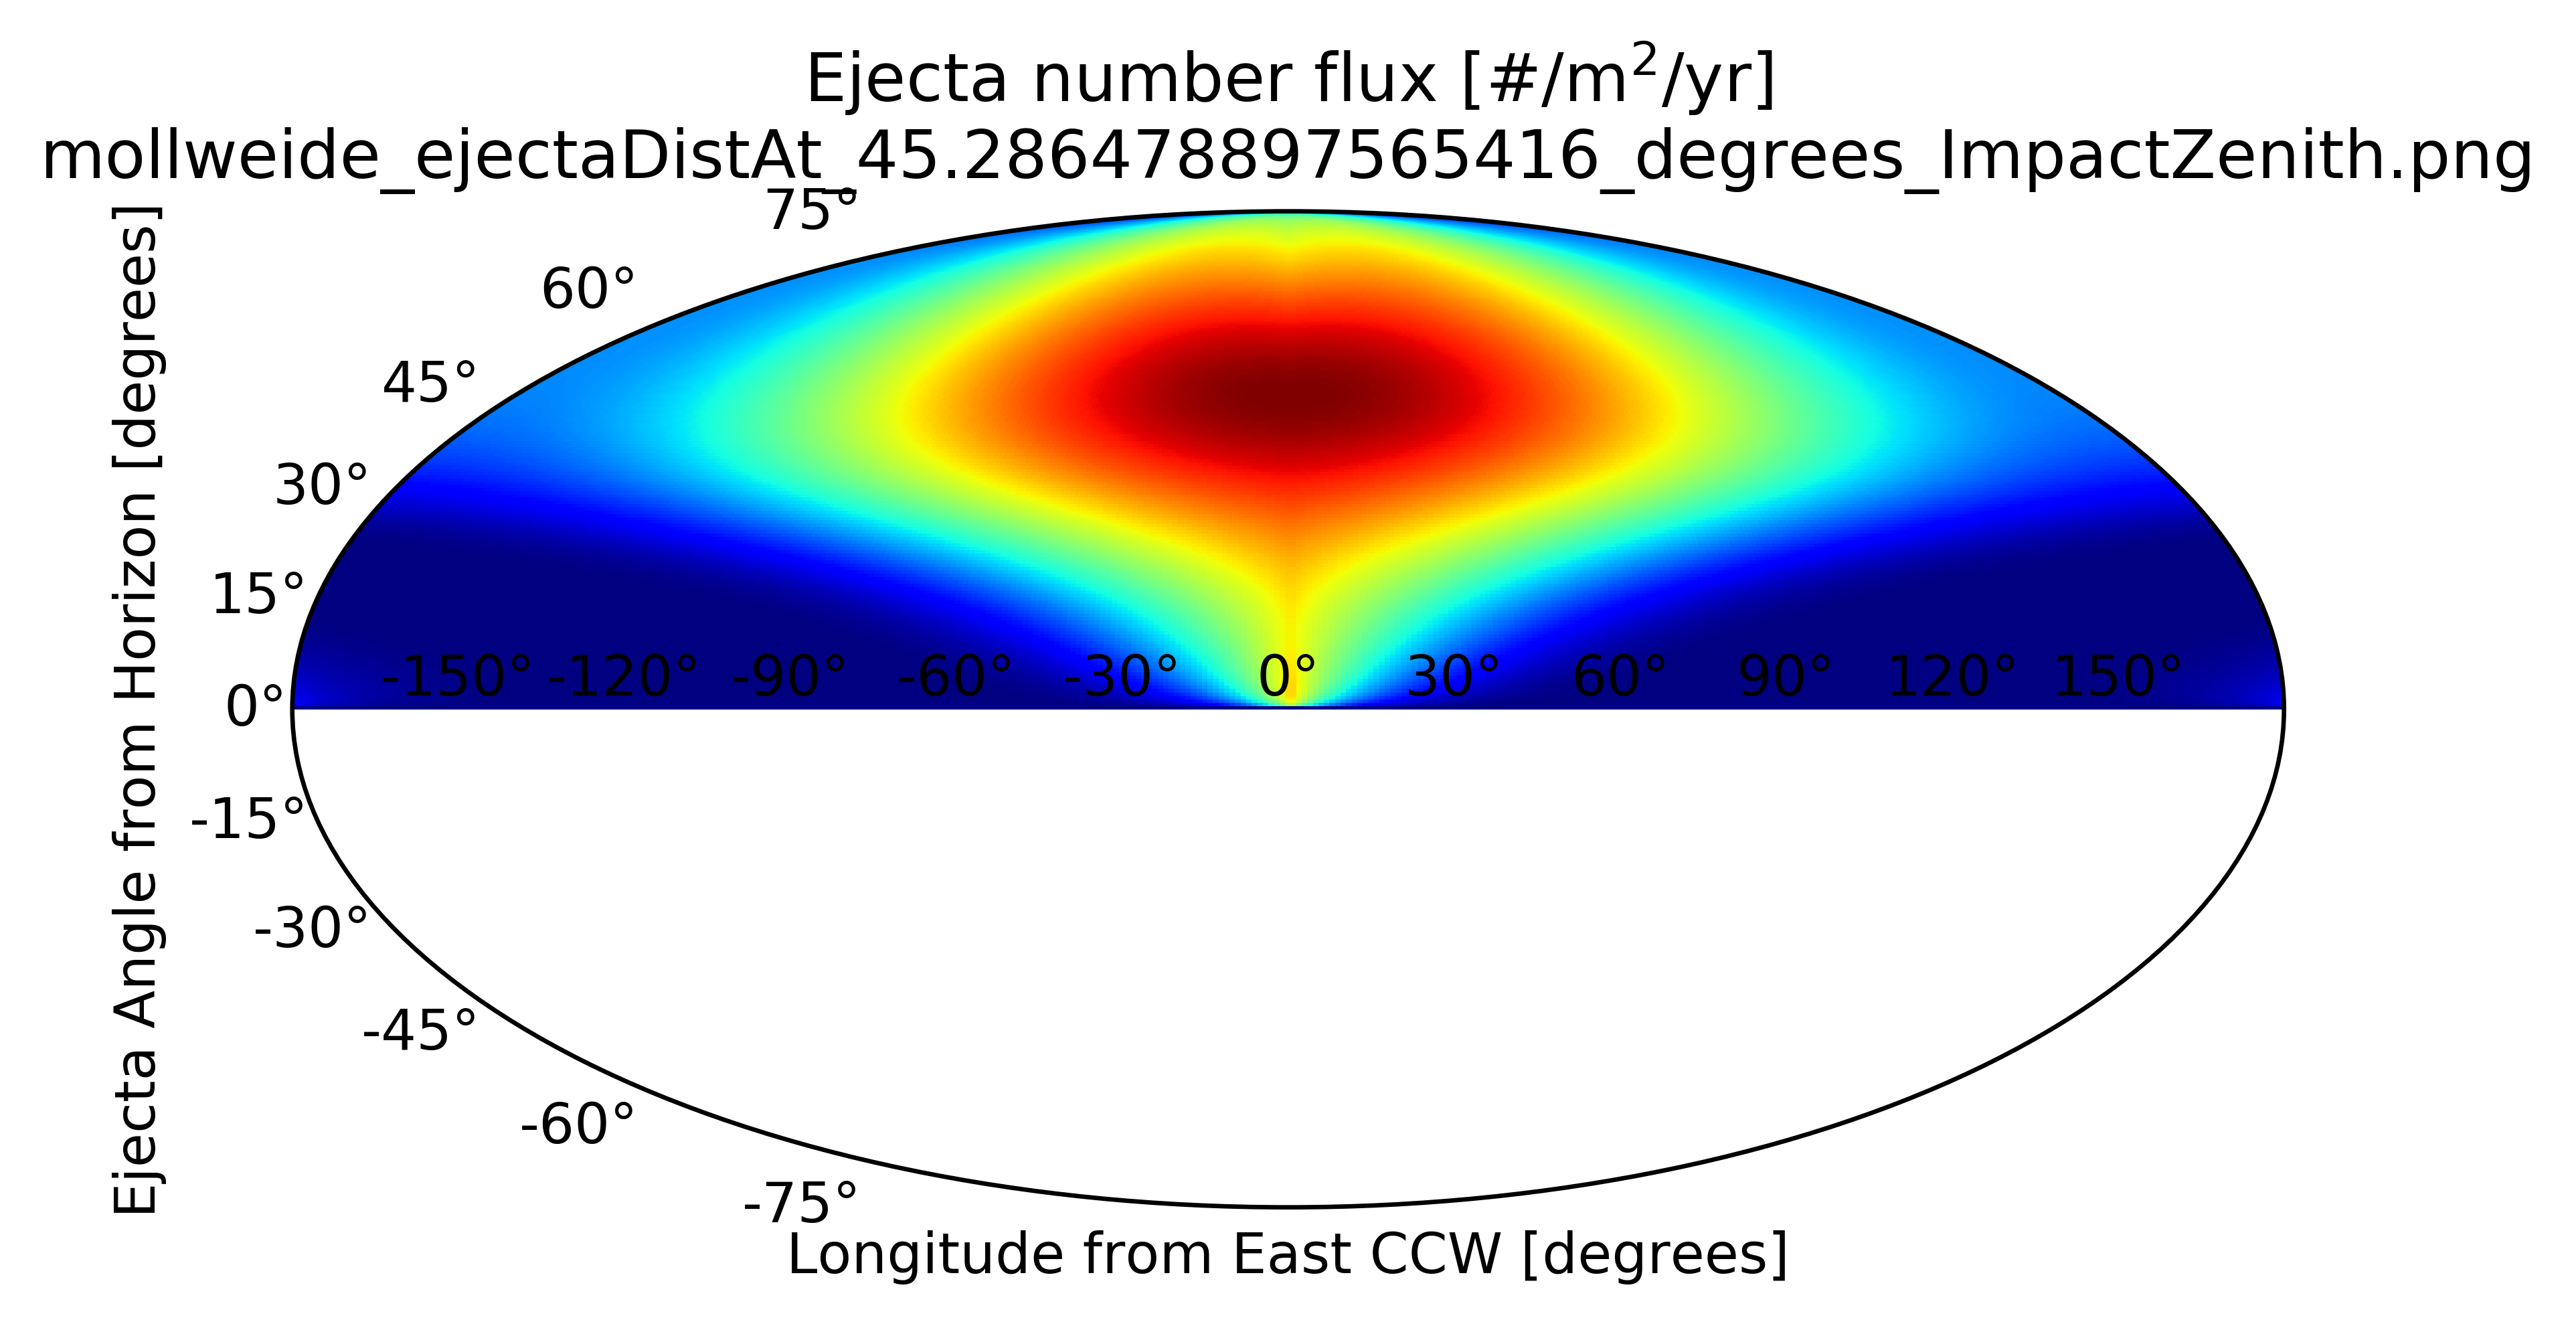 Ejecta number flux [#/m²/yr]
mollweide_ejectaDistAt_45.286478897565416_degrees_ImpactZenith.png
75°
60°
45°
30°
15°
0°
-15°
-30°
-45°
-60°
-75°
Ejecta Angle from Horizon [degrees]
-150° -120° -90° -60° -30° 0° 30° 60° 90° 120° 150°
Longitude from East CCW [degrees]